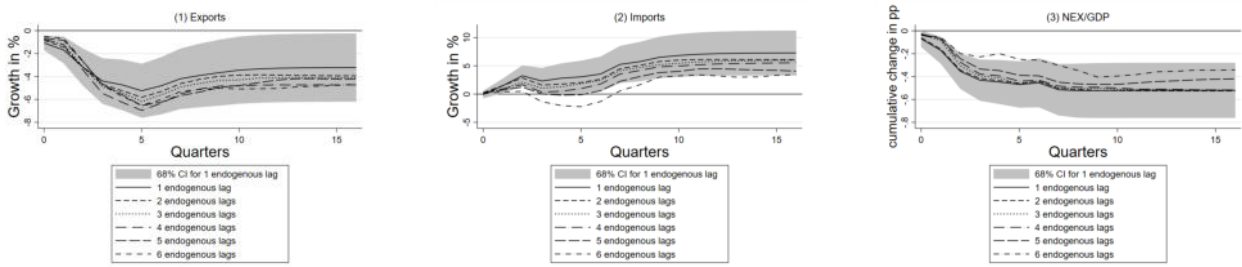 (1) Exports
Growth in %
0
-2
-4
-6
-8
0 5 10 15
Quarters
68% CI for 1 endogenous lag
1 endogenous lag
2 endogenous lags
3 endogenous lags
4 endogenous lags
5 endogenous lags
6 endogenous lags
(2) Imports
Growth in %
10
5
0
-5
0 5 10 15
Quarters
68% CI for 1 endogenous lag
1 endogenous lag
2 endogenous lags
3 endogenous lags
4 endogenous lags
5 endogenous lags
6 endogenous lags
(3) NEX/GDP
cumulative change in pp
0
-.2
-.4
-.6
-.8
0 5 10 15
Quarters
68% CI for 1 endogenous lag
1 endogenous lag
2 endogenous lags
3 endogenous lags
4 endogenous lags
5 endogenous lags
6 endogenous lags